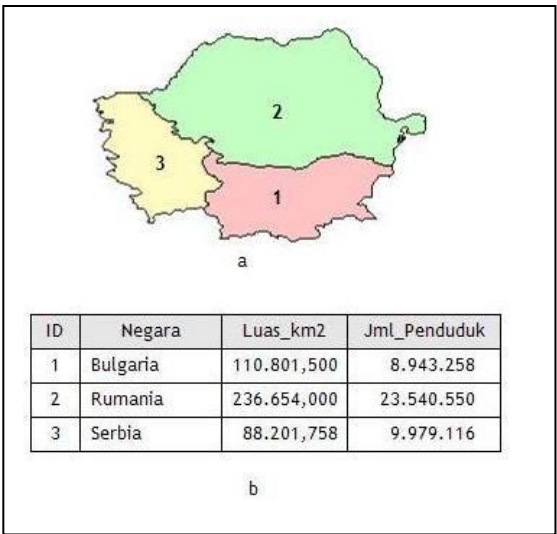 2
3
1
a
ID Negara Luas_km2 Jml_Penduduk
1 Bulgaria 110.801,500 8.943.258
2 Rumania 236.654,000 23.540.550
3 Serbia 88.201,758 9.979.116
b